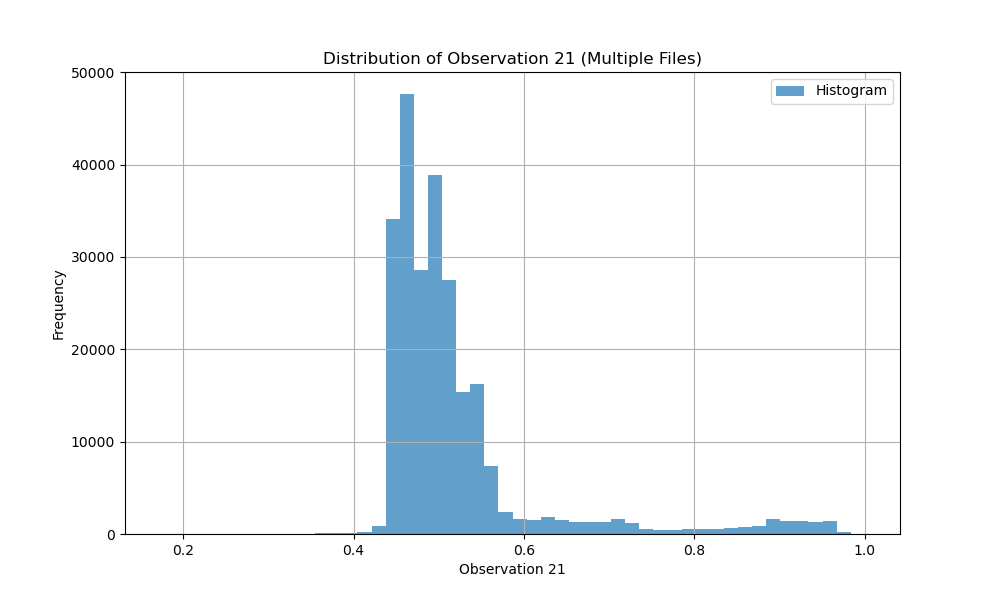 Distribution of Observation 21 (Multiple Files)
Histogram
Frequency
50000
40000
30000
20000
10000
0
0.2 0.4 0.6 0.8 1.0
Observation 21